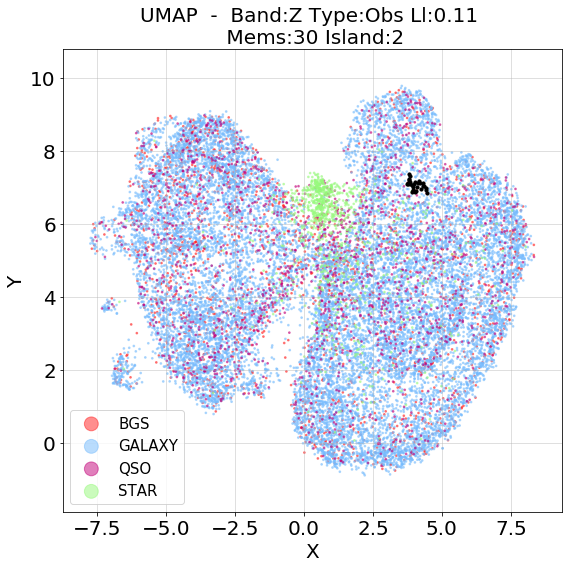 UMAP  -  Band:Z Type:Obs Ll:0.11
Mems:30 Island:2
Y
10
8
6
4
2
0
BGS
GALAXY
QSO
STAR
−7.5 −5.0 −2.5 0.0 2.5 5.0 7.5
X